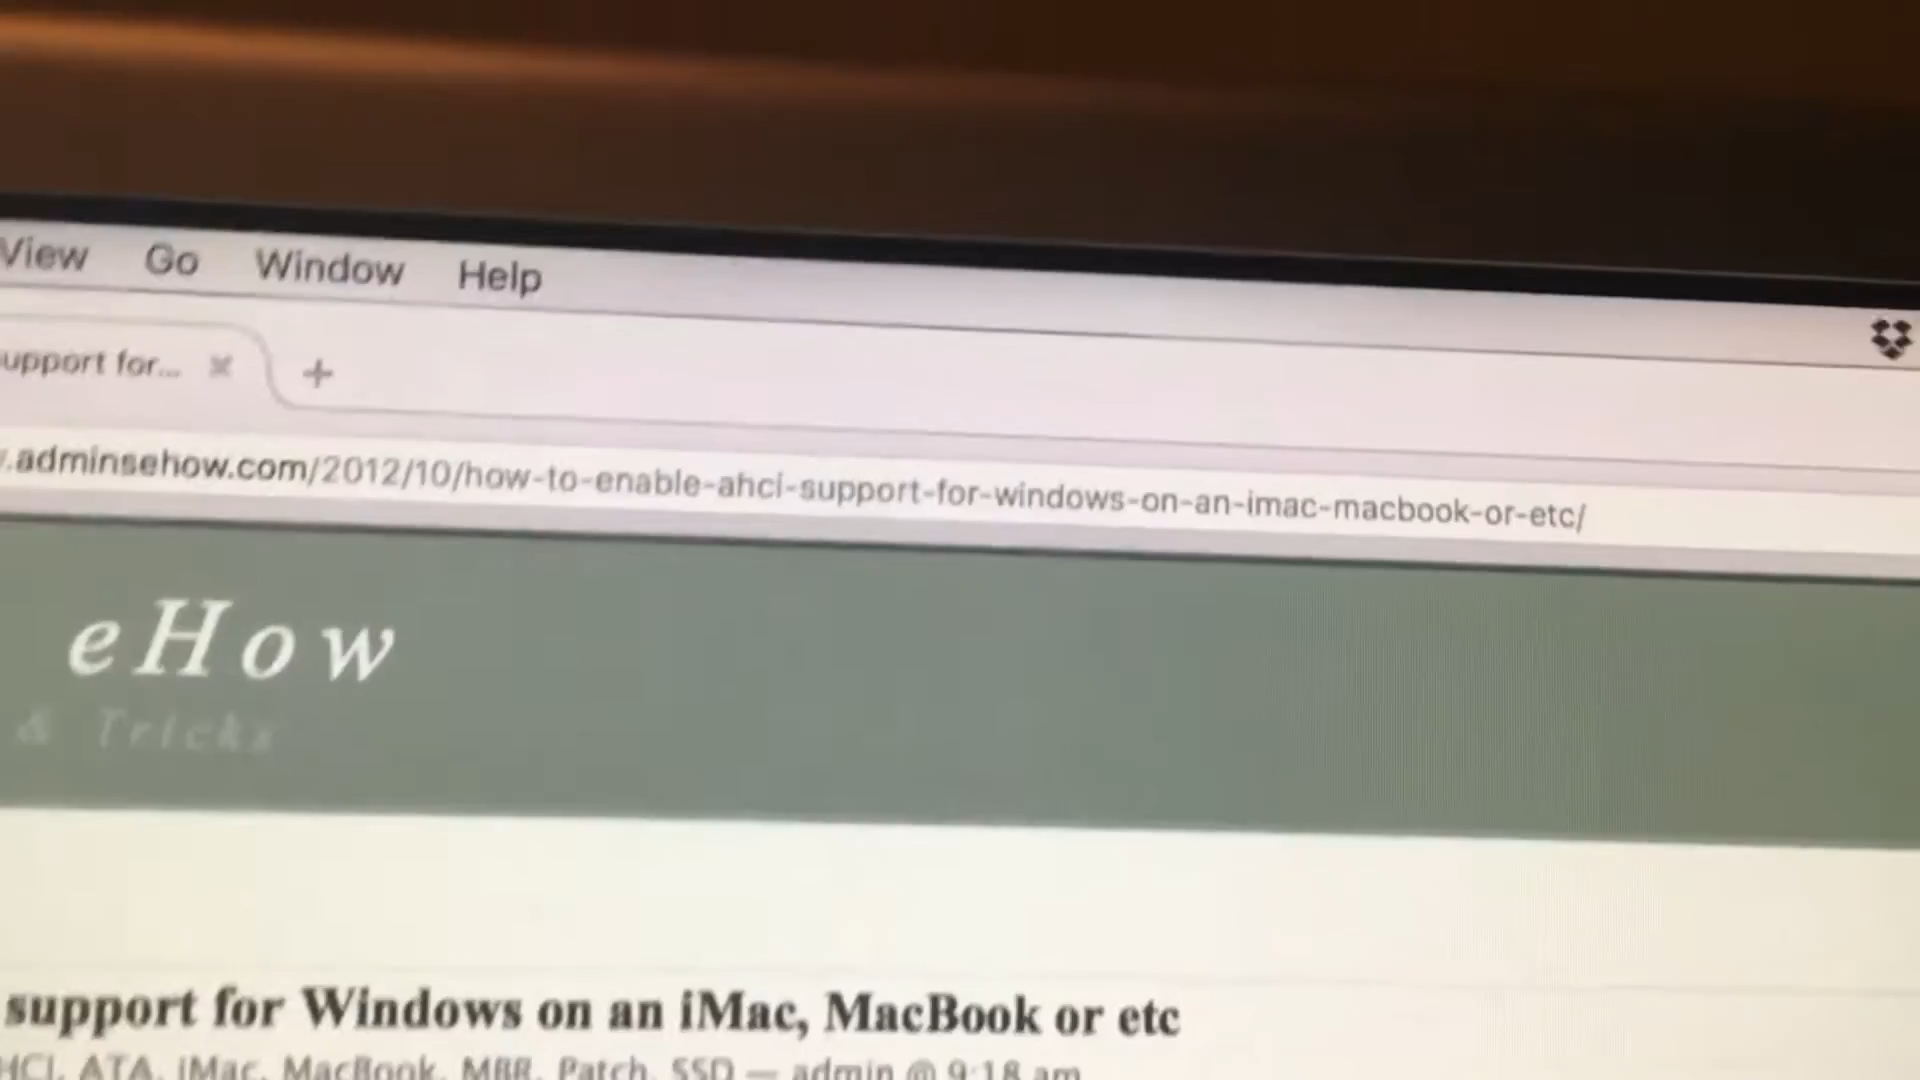 View Go Window Help
upport for... × +
.adminsehow.com/2012/10/how-to-enable-ahci-support-for-windows-on-an-imac-macbook-or-etc/
eHow
& Tricks
support for Windows on an iMac, MacBook or etc
HCI, ATA, iMac, MacBook, MBR, Patch, SSD — admin @ 9:18 am